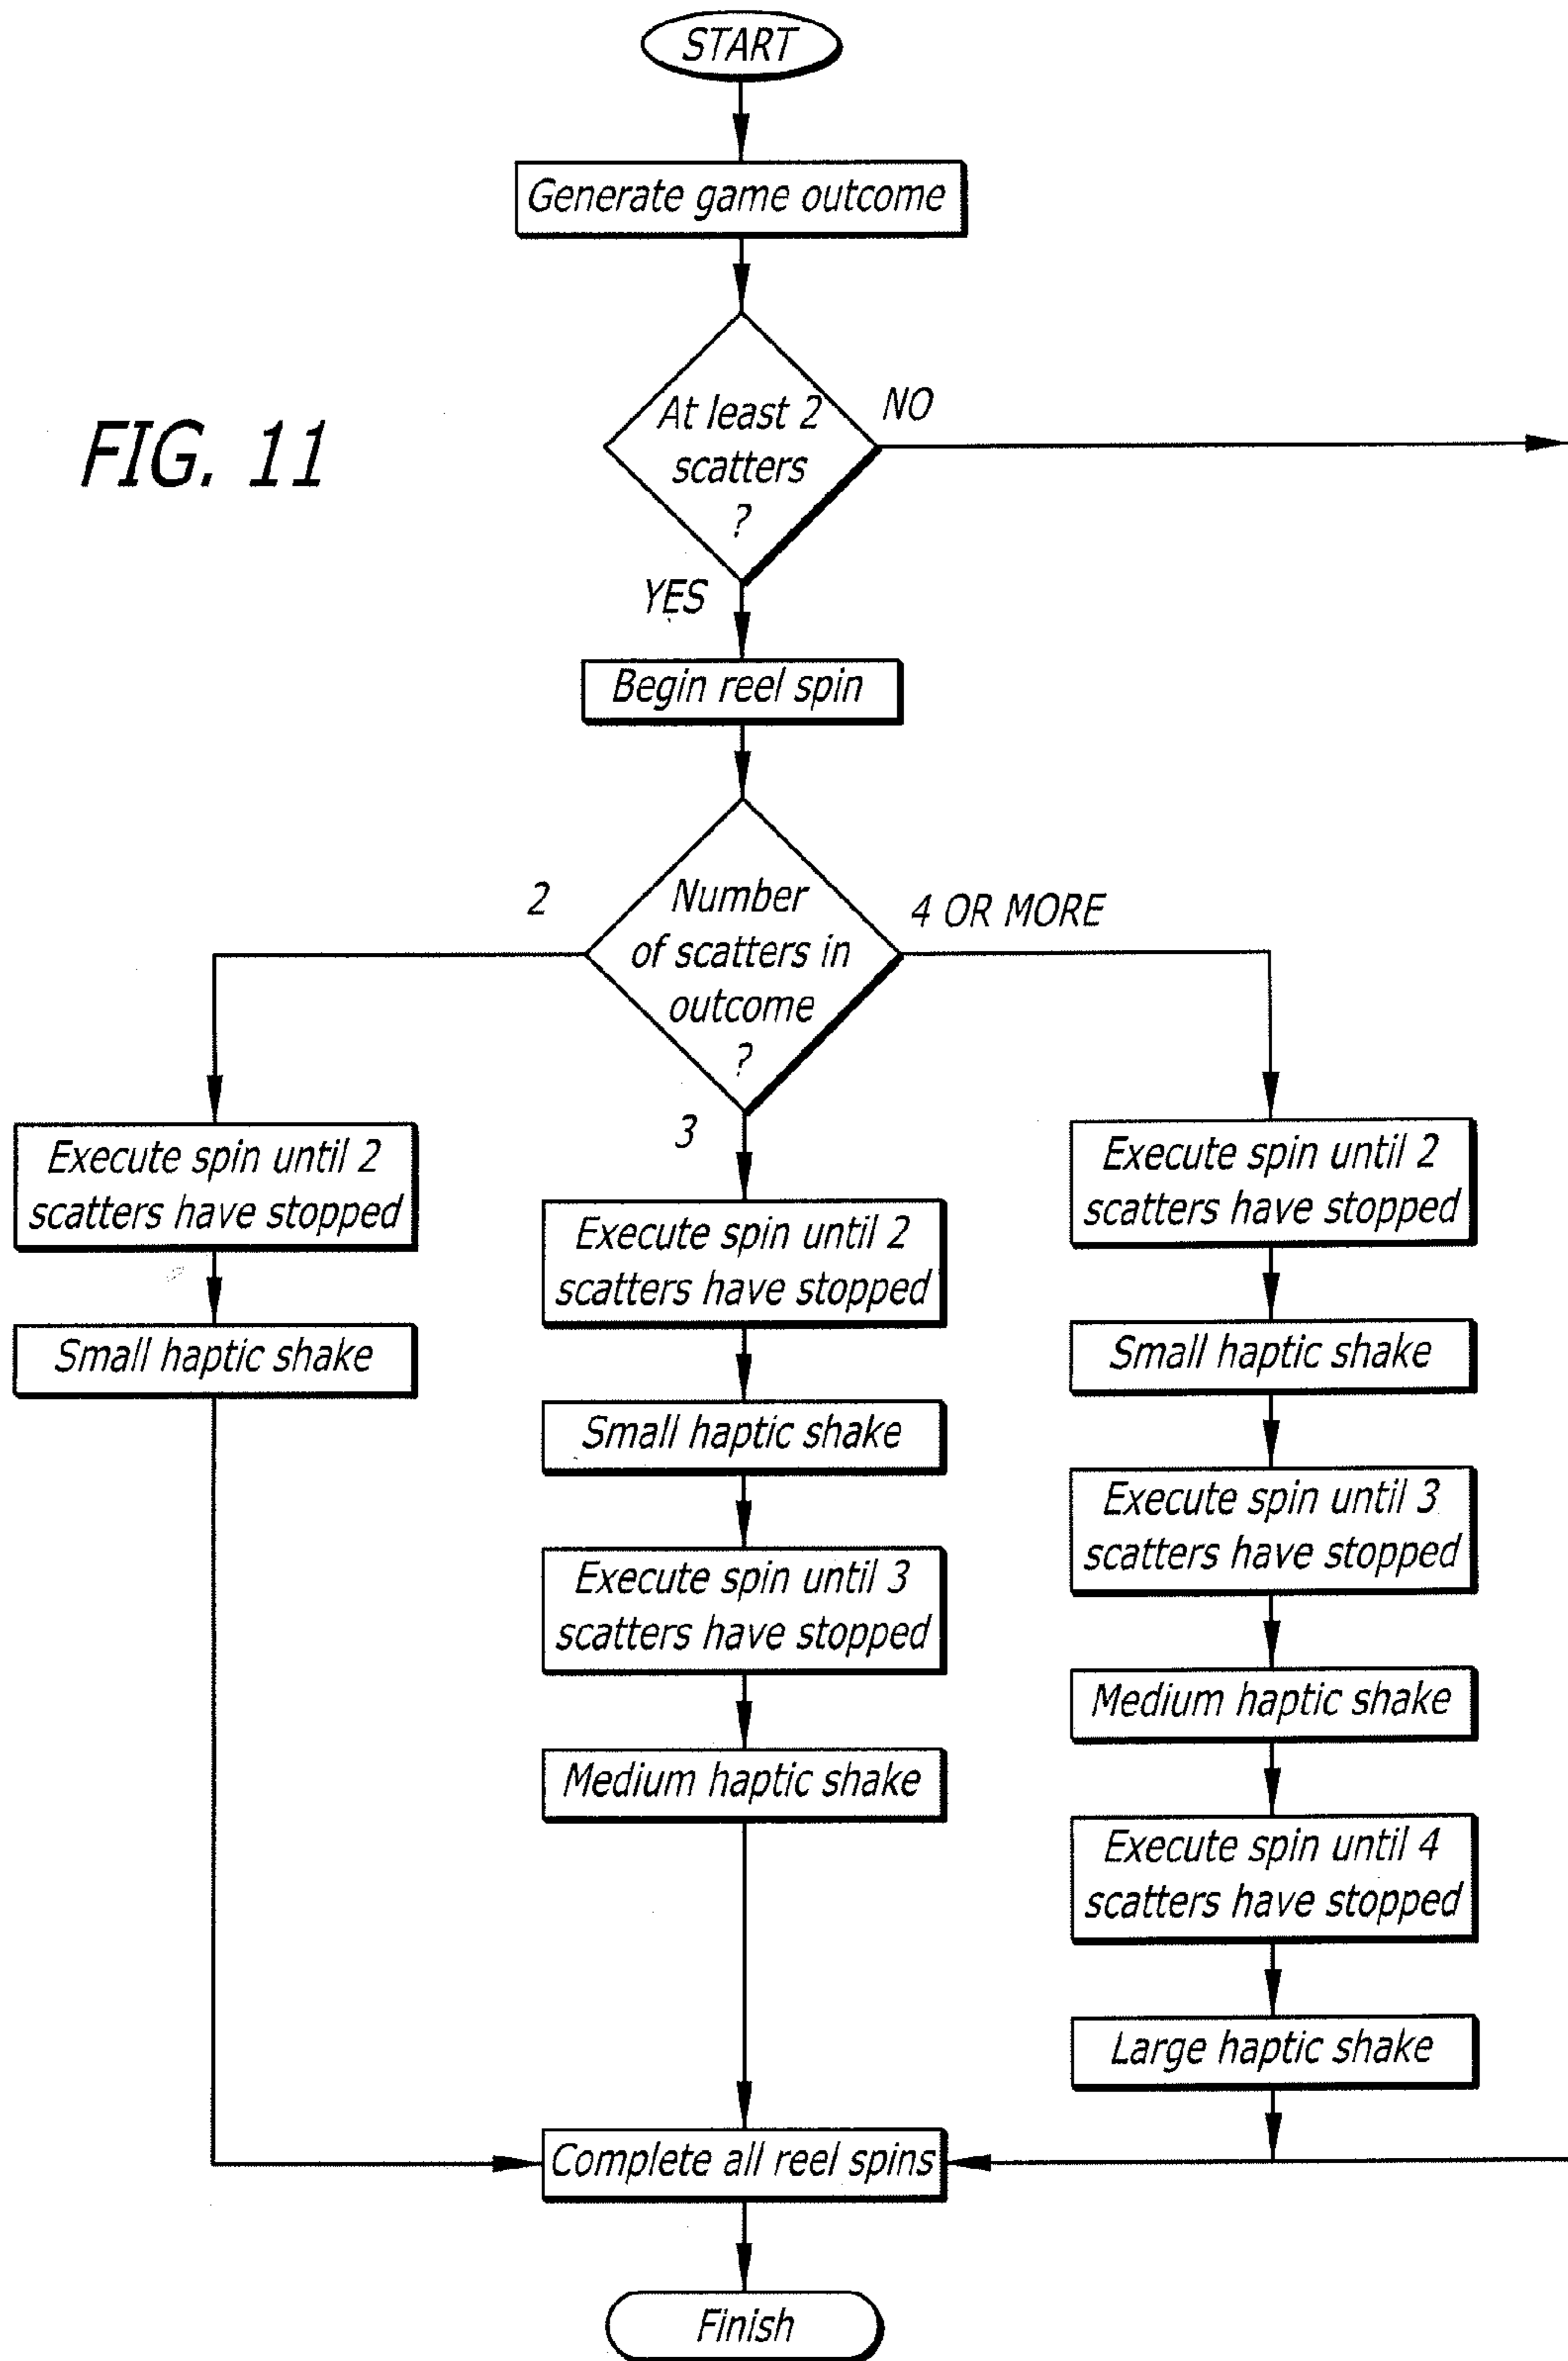 START
Generate game outcome
FIG. 11
At least 2
scatters
?
NO
YES
Begin reel spin
Number
of scatters in
outcome
?
2
4 OR MORE
3
Execute spin until 2
scatters have stopped
Small haptic shake
Execute spin until 2
scatters have stopped
Small haptic shake
Execute spin until 3
scatters have stopped
Medium haptic shake
Execute spin until 2
scatters have stopped
Small haptic shake
Execute spin until 3
scatters have stopped
Medium haptic shake
Execute spin until 4
scatters have stopped
Large haptic shake
Complete all reel spins
Finish